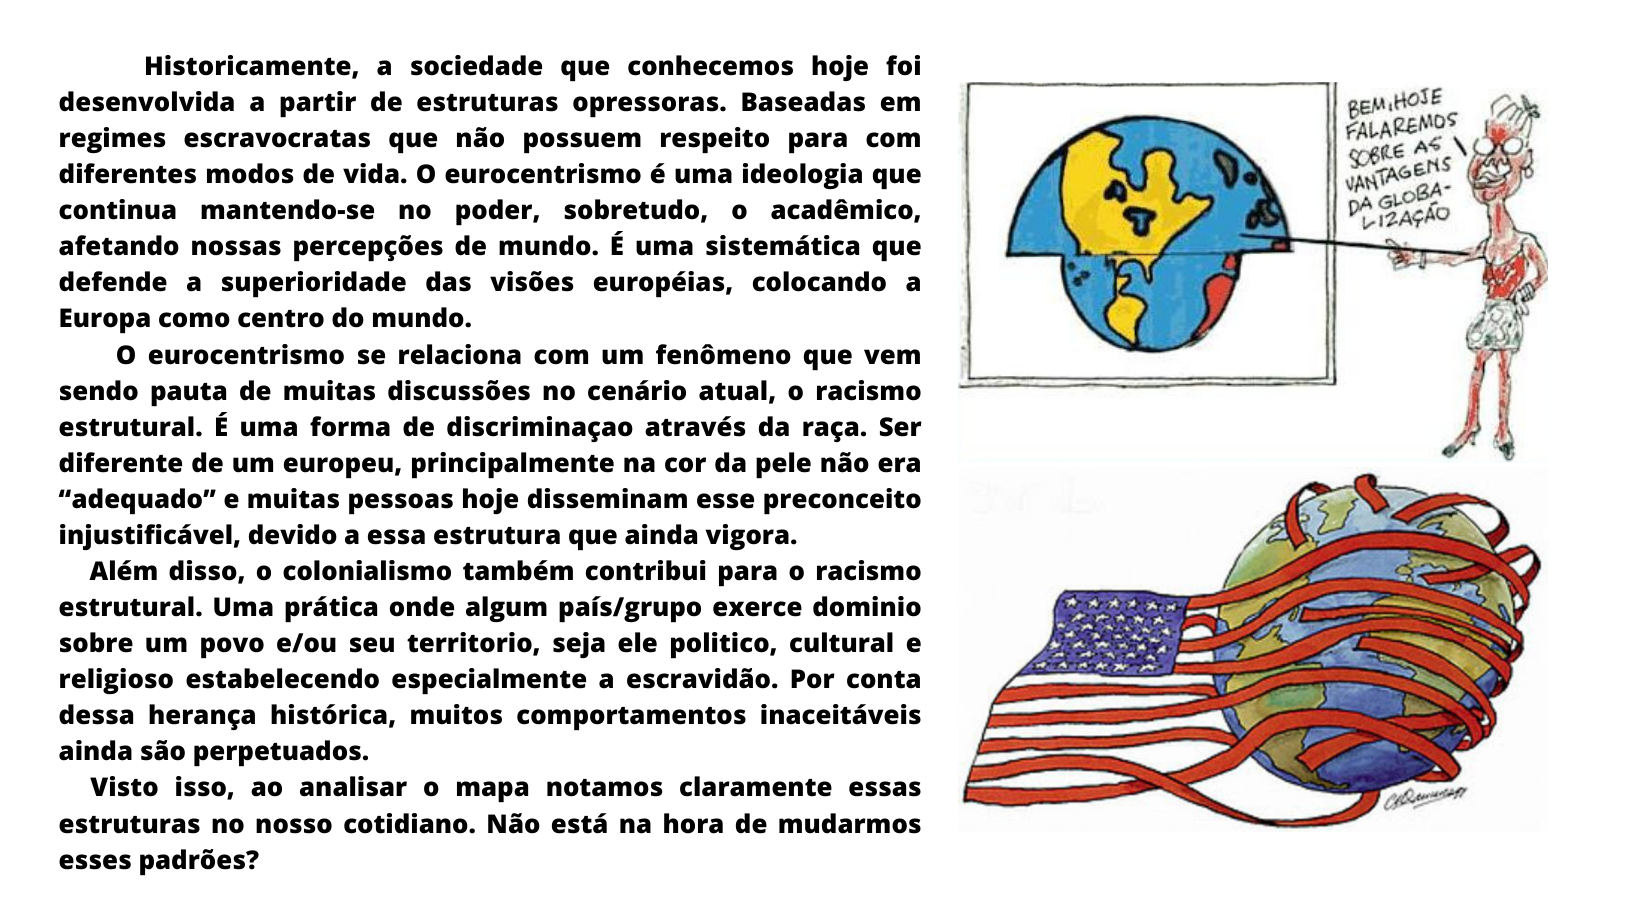 Historicamente, a sociedade que conhecemos hoje foi
desenvolvida a partir de estruturas opressoras. Baseadas em
regimes escravocratas que não possuem respeito para com
diferentes modos de vida. O eurocentrismo é uma ideologia que
continua mantendo-se no poder, sobretudo, o acadêmico,
afetando nossas percepções de mundo. É uma sistemática que
defende a superioridade das visões européias, colocando a
Europa como centro do mundo.
O eurocentrismo se relaciona com um fenômeno que vem
sendo pauta de muitas discussões no cenário atual, o racismo
estrutural. É uma forma de discriminaçao através da raça. Ser
diferente de um europeu, principalmente na cor da pele não era
“adequado” e muitas pessoas hoje disseminam esse preconceito
injustificável, devido a essa estrutura que ainda vigora.
Além disso, o colonialismo também contribui para o racismo
estrutural. Uma prática onde algum país/grupo exerce dominio
sobre um povo e/ou seu territorio, seja ele politico, cultural e
religioso estabelecendo especialmente a escravidão. Por conta
dessa herança histórica, muitos comportamentos inaceitáveis
ainda são perpetuados.
Visto isso, ao analisar o mapa notamos claramente essas
estruturas no nosso cotidiano. Não está na hora de mudarmos
esses padrões?
BEM, HOJE
FALAREMOS
SOBRE AS
VANTAGENS
DA GLOBA-
LIZAÇÃO